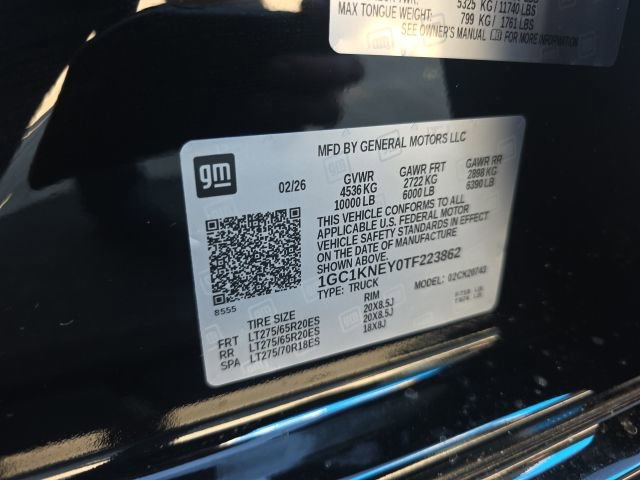 5325 KG/ 11740 LBS
MAX TONGUE WEIGHT: 799 KG/ 1761 LBS
SEE OWNER'S MANUAL FOR MORE INFORMATION
gm
MFD BY GENERAL MOTORS LLC
02/26
GVWR GAWR FRT GAWR RR
4536 KG 2722 KG 2898 KG
10000 LB 6000 LB 6390 LB
THIS VEHICLE CONFORMS TO ALL
APPLICABLE U.S. FEDERAL MOTOR
VEHICLE SAFETY STANDARDS IN EFFECT
ON THE DATE OF MANUFACTURE
SHOWN ABOVE.
1GC1KNEY0TF223862
TYPE: TRUCK
MODEL: 02CK20743
8555
TIRE SIZE RIM
FRT LT275/65R20ES 20X8.5J
RR LT275/65R20ES 20X8.5J
SPA LT275/70R18ES 18X8J